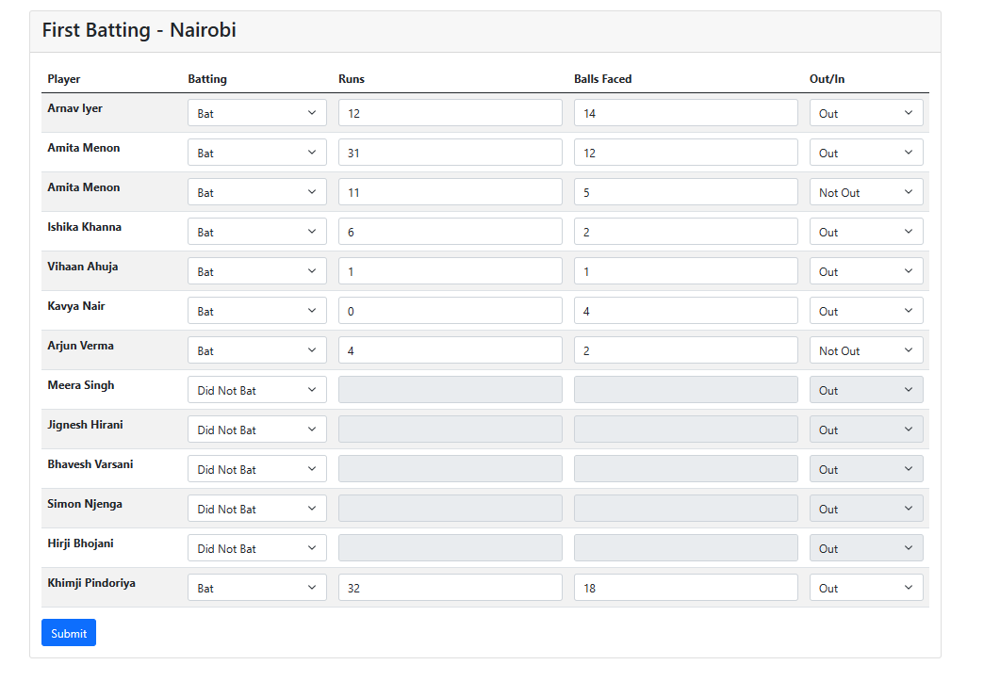 First Batting - Nairobi
Player Batting Runs Balls Faced Out/In
Arnav Iyer Bat 12 14 Out
Amita Menon Bat 31 12 Out
Amita Menon Bat 11 5 Not Out
Ishika Khanna Bat 6 2 Out
Vihaan Ahuja Bat 1 1 Out
Kavya Nair Bat 0 4 Out
Arjun Verma Bat 4 2 Not Out
Meera Singh Did Not Bat Out
Jignesh Hirani Did Not Bat Out
Bhavesh Varsani Did Not Bat Out
Simon Njenga Did Not Bat Out
Hirji Bhojani Did Not Bat Out
Khimji Pindoriya Bat 32 18 Out
Submit